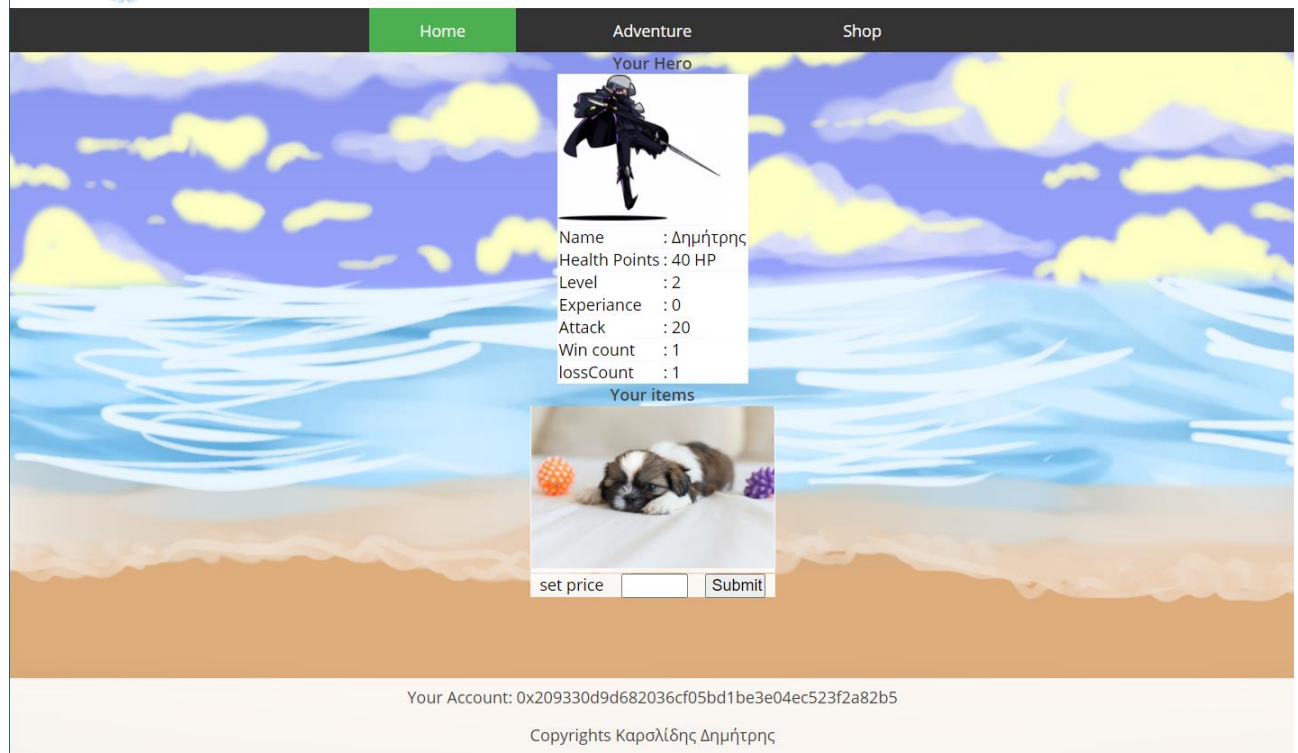 Home Adventure Shop
Your Hero
Name : Δημήτρης
Health Points : 40 HP
Level : 2
Experiance : 0
Attack : 20
Win count : 1
lossCount : 1
Your items
set price Submit
Your Account: 0x209330d9d682036cf05bd1be3e04ec523f2a82b5
Copyrights Καρσλίδης Δημήτρης